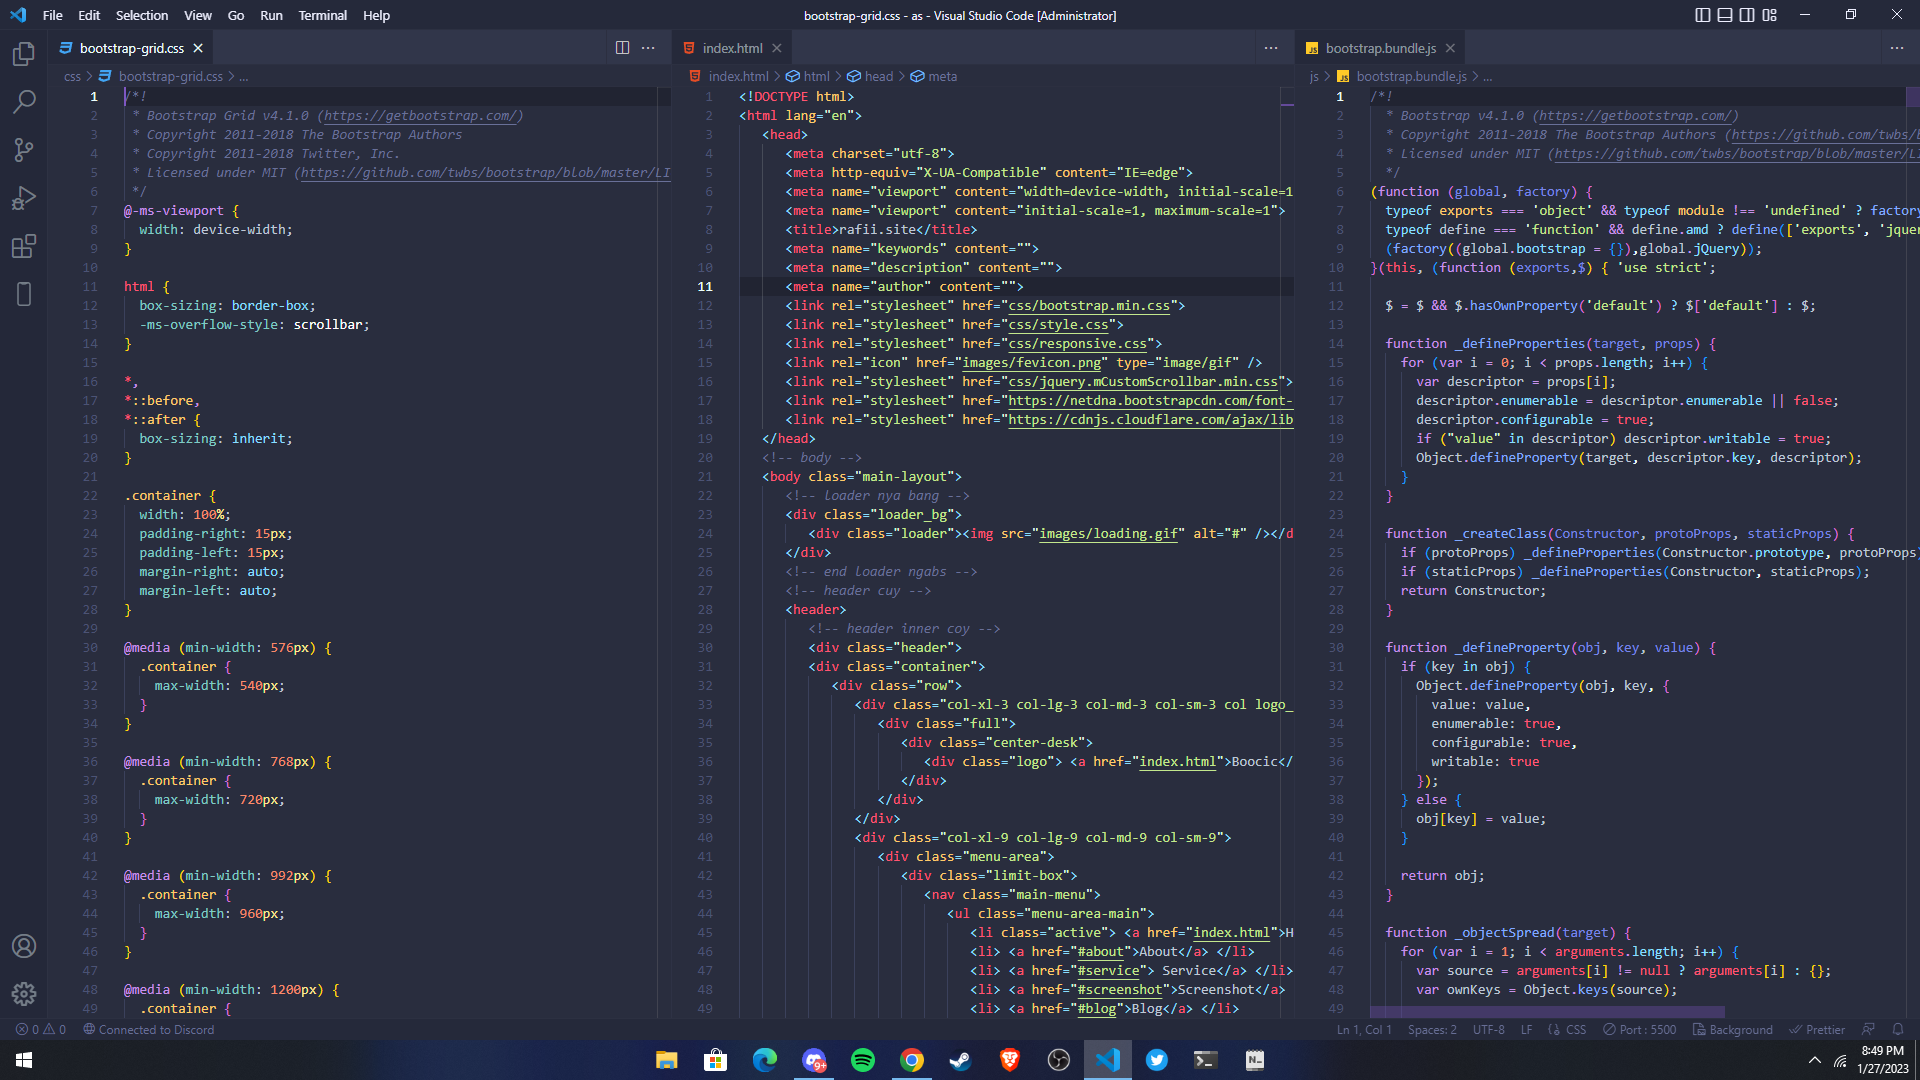 File Edit Selection View Go Run Terminal Help
bootstrap-grid.css - as - Visual Studio Code [Administrator]
bootstrap-grid.css
css > bootstrap-grid.css > ...
1 /*!
2 * Bootstrap Grid v4.1.0 (https://getbootstrap.com/)
3 * Copyright 2011-2018 The Bootstrap Authors
4 * Copyright 2011-2018 Twitter, Inc.
5 * Licensed under MIT (https://github.com/twbs/bootstrap/blob/master/LI
6 */
7 @-ms-viewport {
8 width: device-width;
9 }
10
11 html {
12 box-sizing: border-box;
13 -ms-overflow-style: scrollbar;
14 }
15
16 *,
17 *::before,
18 *::after {
19 box-sizing: inherit;
20 }
21
22 .container {
23 width: 100%;
24 padding-right: 15px;
25 padding-left: 15px;
26 margin-right: auto;
27 margin-left: auto;
28 }
29
30 @media (min-width: 576px) {
31 .container {
32 max-width: 540px;
33 }
34 }
35
36 @media (min-width: 768px) {
37 .container {
38 max-width: 720px;
39 }
40 }
41
42 @media (min-width: 992px) {
43 .container {
44 max-width: 960px;
45 }
46 }
47
48 @media (min-width: 1200px) {
49 .container {
index.html
index.html > html > head > meta
1 <!DOCTYPE html>
2 <html lang="en">
3 <head>
4 <meta charset="utf-8">
5 <meta http-equiv="X-UA-Compatible" content="IE=edge">
6 <meta name="viewport" content="width=device-width, initial-scale=1
7 <meta name="viewport" content="initial-scale=1, maximum-scale=1">
8 <title>rafii.site</title>
9 <meta name="keywords" content="">
10 <meta name="description" content="">
11 <meta name="author" content="">
12 <link rel="stylesheet" href="css/bootstrap.min.css">
13 <link rel="stylesheet" href="css/style.css">
14 <link rel="stylesheet" href="css/responsive.css">
15 <link rel="icon" href="images/fevicon.png" type="image/gif" />
16 <link rel="stylesheet" href="css/jquery.mCustomScrollbar.min.css">
17 <link rel="stylesheet" href="https://netdna.bootstrapcdn.com/font-
18 <link rel="stylesheet" href="https://cdnjs.cloudflare.com/ajax/lib
19 </head>
20 <!-- body -->
21 <body class="main-layout">
22 <!-- loader nya bang -->
23 <div class="loader_bg">
24 <div class="loader"><img src="images/loading.gif" alt="#" /></d
25 </div>
26 <!-- end loader ngabs -->
27 <!-- header cuy -->
28 <header>
29 <!-- header inner coy -->
30 <div class="header">
31 <div class="container">
32 <div class="row">
33 <div class="col-xl-3 col-lg-3 col-md-3 col-sm-3 col logo_
34 <div class="full">
35 <div class="center-desk">
36 <div class="logo"> <a href="index.html">Boocic</
37 </div>
38 </div>
39 </div>
40 <div class="col-xl-9 col-lg-9 col-md-9 col-sm-9">
41 <div class="menu-area">
42 <div class="limit-box">
43 <nav class="main-menu">
44 <ul class="menu-area-main">
45 <li class="active"> <a href="index.html">H
46 <li> <a href="#about">About</a> </li>
47 <li> <a href="#service"> Service</a> </li>
48 <li> <a href="#screenshot">Screenshot</a>
49 <li> <a href="#blog">Blog</a> </li>
JS bootstrap.bundle.js
js > JS bootstrap.bundle.js > ...
1 /*!
2 * Bootstrap v4.1.0 (https://getbootstrap.com/)
3 * Copyright 2011-2018 The Bootstrap Authors (https://github.com/twbs/b
4 * Licensed under MIT (https://github.com/twbs/bootstrap/blob/master/LI
5 */
6 (function (global, factory) {
7 typeof exports === 'object' && typeof module !== 'undefined' ? factory
8 typeof define === 'function' && define.amd ? define(['exports', 'jquer
9 (factory((global.bootstrap = {}),global.jQuery));
10 }(this, (function (exports,$) { 'use strict';
11
12 $ = $ && $.hasOwnProperty('default') ? $['default'] : $;
13
14 function _defineProperties(target, props) {
15 for (var i = 0; i < props.length; i++) {
16 var descriptor = props[i];
17 descriptor.enumerable = descriptor.enumerable || false;
18 descriptor.configurable = true;
19 if ("value" in descriptor) descriptor.writable = true;
20 Object.defineProperty(target, descriptor.key, descriptor);
21 }
22 }
23
24 function _createClass(Constructor, protoProps, staticProps) {
25 if (protoProps) _defineProperties(Constructor.prototype, protoProps)
26 if (staticProps) _defineProperties(Constructor, staticProps);
27 return Constructor;
28 }
29
30 function _defineProperty(obj, key, value) {
31 if (key in obj) {
32 Object.defineProperty(obj, key, {
33 value: value,
34 enumerable: true,
35 configurable: true,
36 writable: true
37 });
38 } else {
39 obj[key] = value;
40 }
41
42 return obj;
43 }
44
45 function _objectSpread(target) {
46 for (var i = 1; i < arguments.length; i++) {
47 var source = arguments[i] != null ? arguments[i] : {};
48 var ownKeys = Object.keys(source);
49
0 0 Connected to Discord
Ln 1, Col 1 Spaces: 2 UTF-8 LF {} CSS Port : 5500 Background Prettier
9+
N_
8:49 PM
1/27/2023